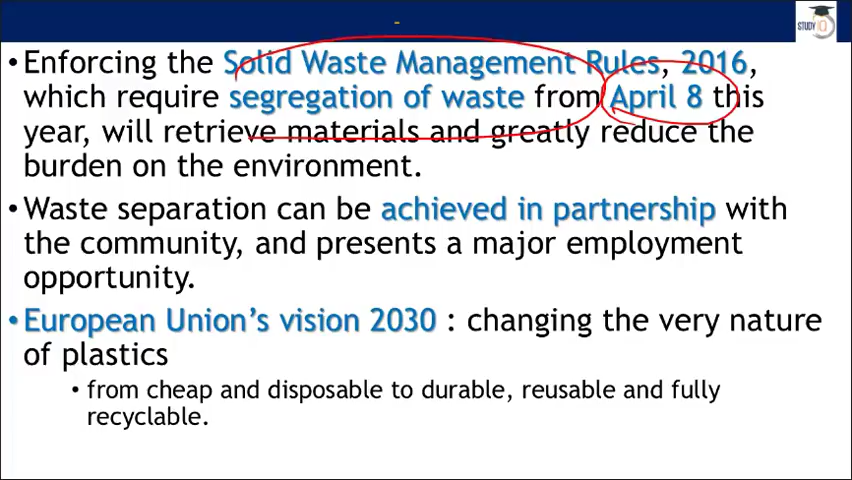 -
STUDY IQ
•Enforcing the Solid Waste Management Rules, 2016,
which require segregation of waste from April 8 this
year, will retrieve materials and greatly reduce the
burden on the environment.
•Waste separation can be achieved in partnership with
the community, and presents a major employment
opportunity.
•European Union's vision 2030 : changing the very nature
of plastics
• from cheap and disposable to durable, reusable and fully
recyclable.